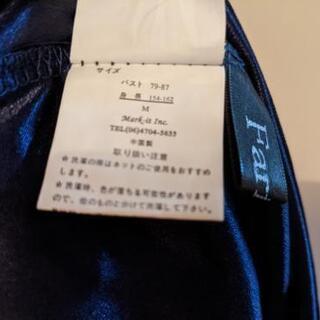 サイズ
バスト 79-87
身長 154-162
M
Mark-it Inc.
TEL(06)4704-3633
中国製
取り扱い注意
※洗濯の際はネットのご使用をおすすめ
します。
※洗濯時、色が落ちる可能性があります
ので、他のものと分けて洗濯して下さい。
Far